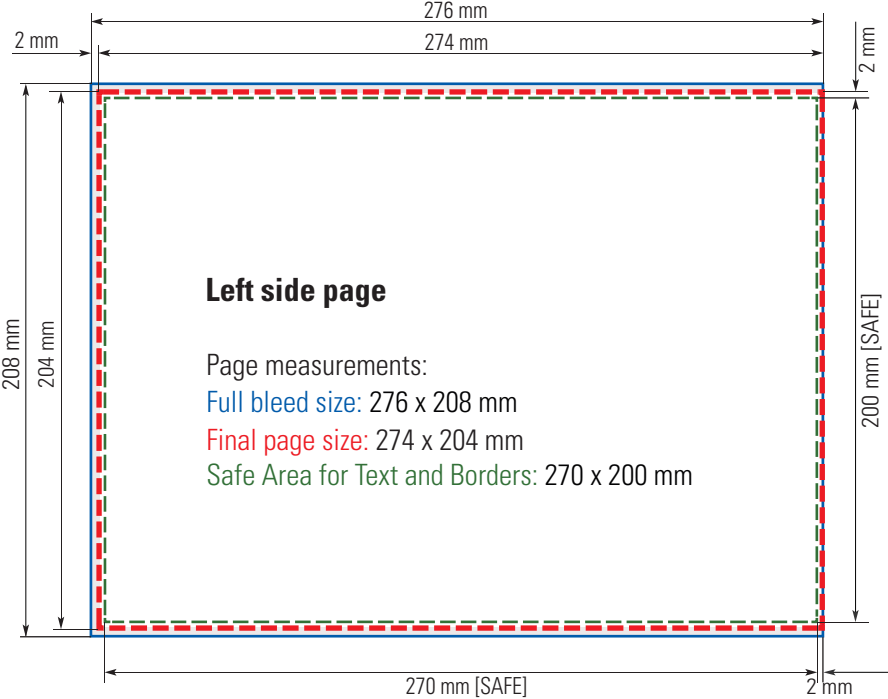 276 mm
2 mm
274 mm
2 mm
208 mm
204 mm
200 mm [SAFE]
Left side page
Page measurements:
Full bleed size: 276 x 208 mm
Final page size: 274 x 204 mm
Safe Area for Text and Borders: 270 x 200 mm
270 mm [SAFE]
2 mm